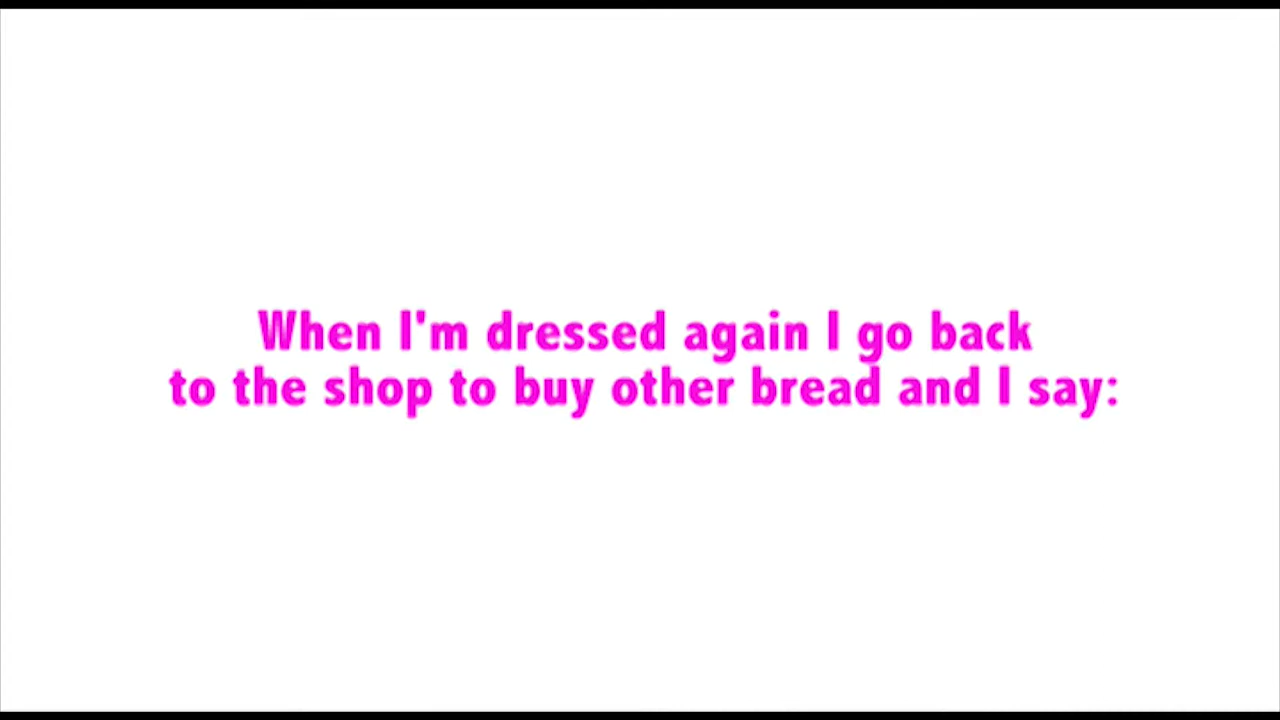 When I'm dressed again I go back
to the shop to buy other bread and I say: